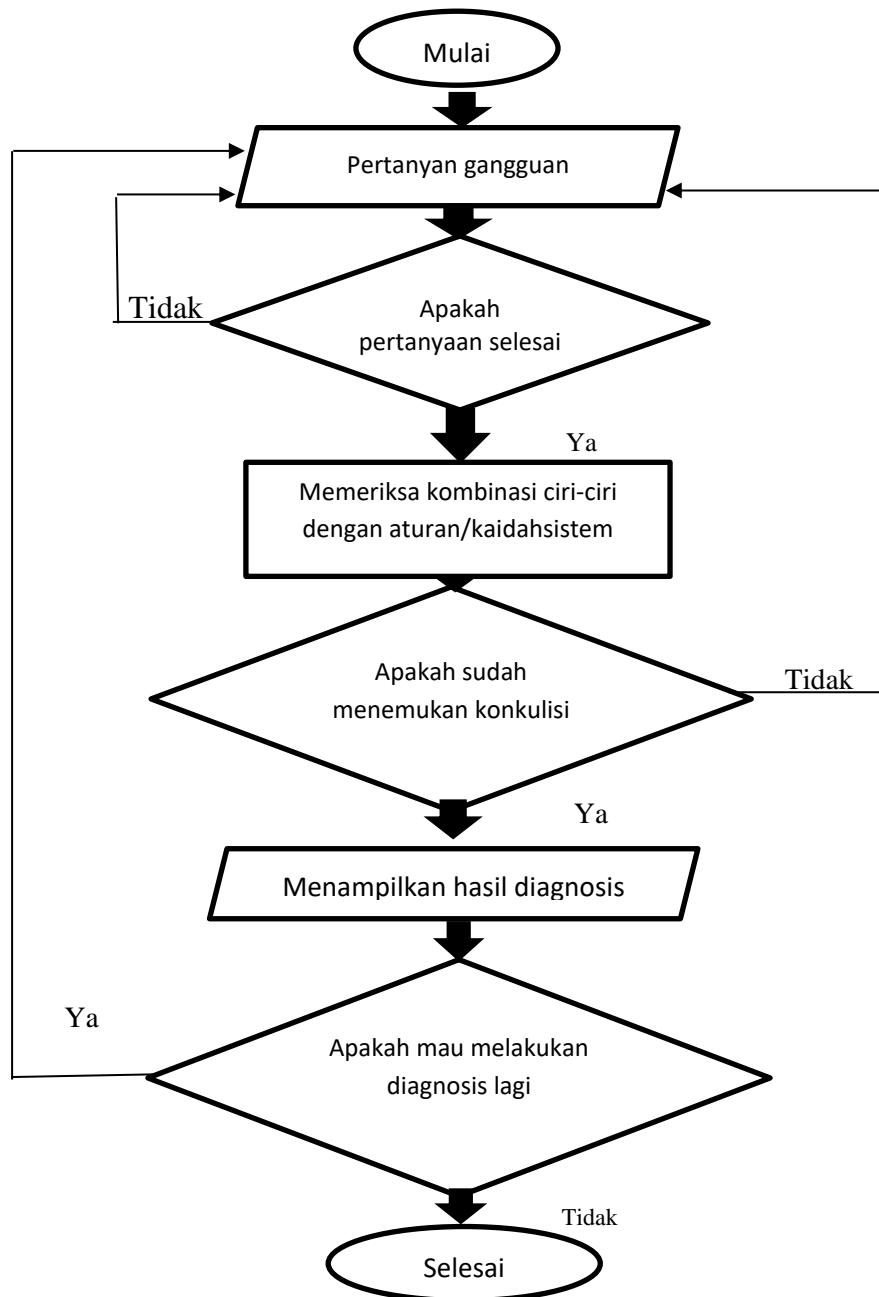 Mulai
Pertanyan gangguan
Tidak
Apakah
pertanyaan selesai
Ya
Memeriksa kombinasi ciri-ciri
dengan aturan/kaidahsistem
Apakah sudah
menemukan konkulisi
Tidak
Ya
Menampilkan hasil diagnosis
Ya
Apakah mau melakukan
diagnosis lagi
Tidak
Selesai